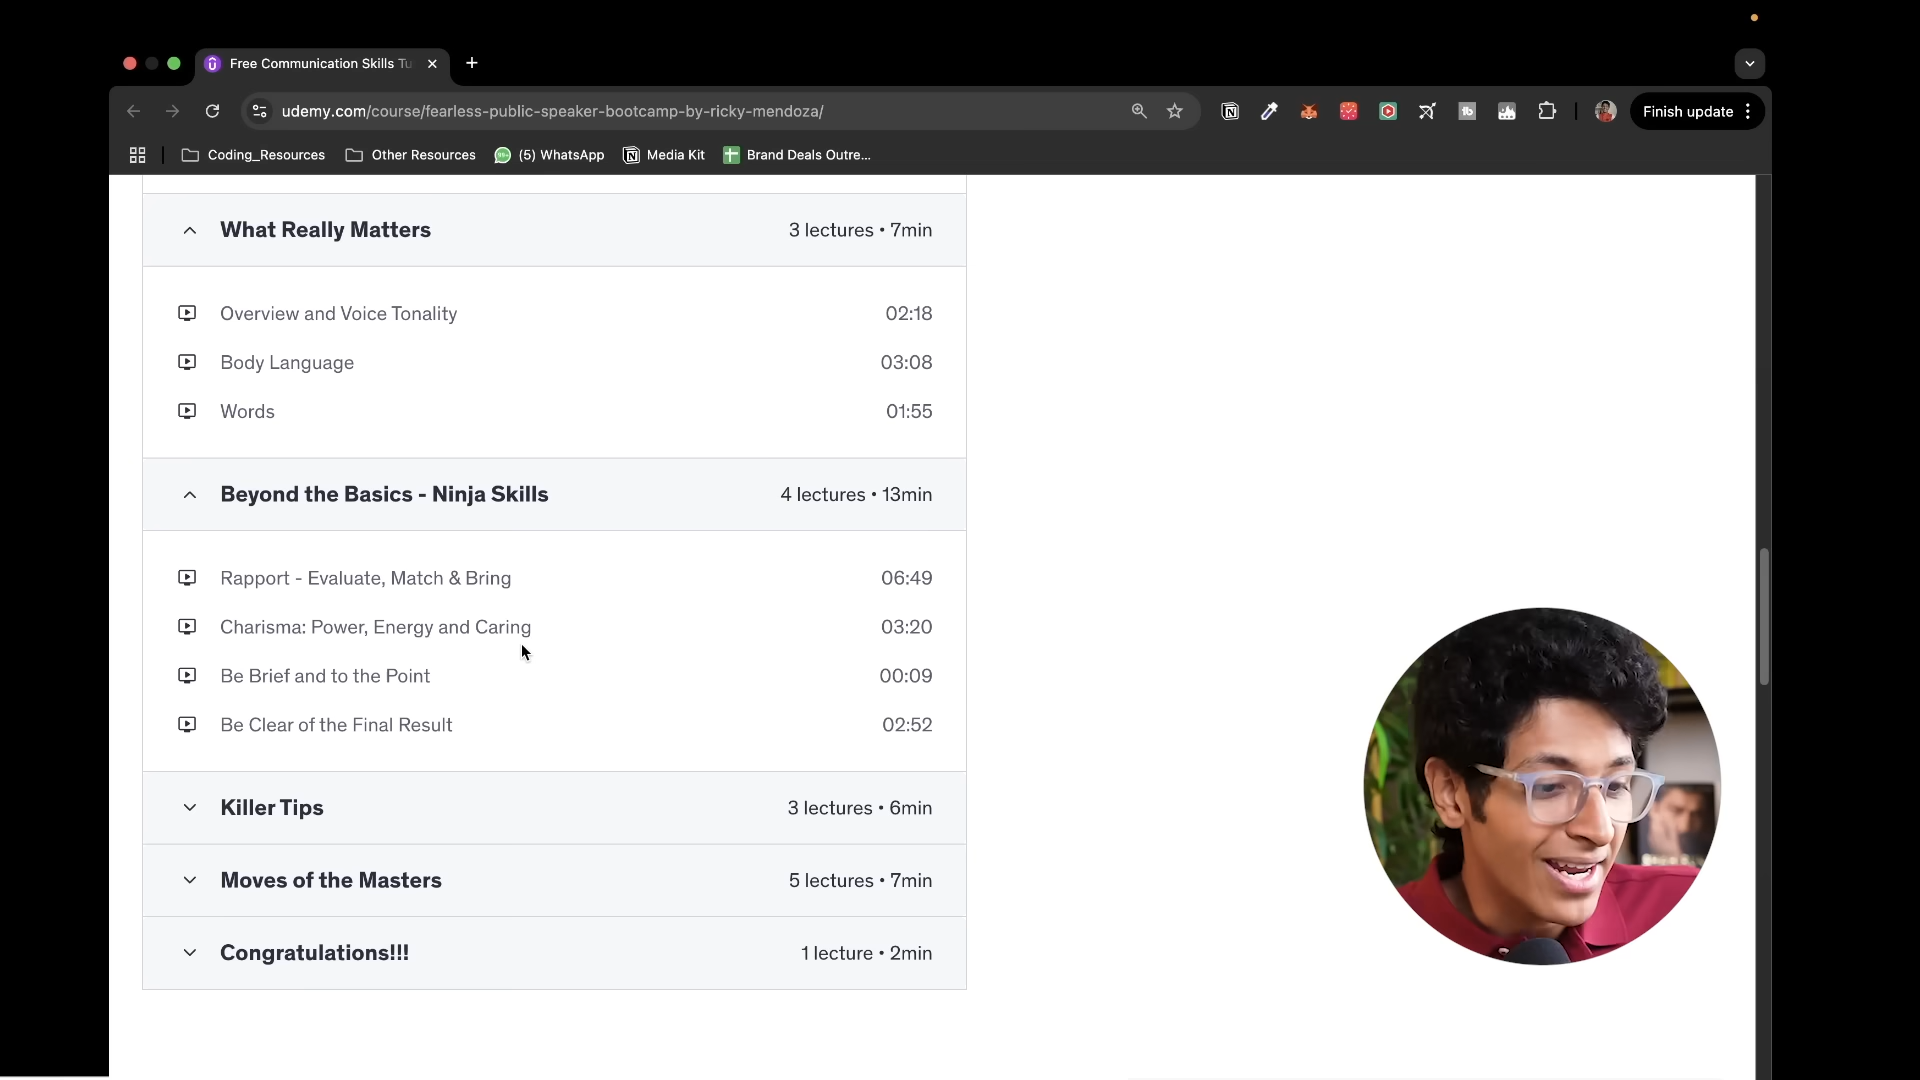 Free Communication Skills Tu
udemy.com/course/fearless-public-speaker-bootcamp-by-ricky-mendoza/
Finish update
Coding_Resources
Other Resources
99+
(5) WhatsApp
Media Kit
Brand Deals Outre...
What Really Matters
3 lectures • 7min
Overview and Voice Tonality
02:18
Body Language
03:08
Words
01:55
Beyond the Basics - Ninja Skills
4 lectures • 13min
Rapport - Evaluate, Match & Bring
06:49
Charisma: Power, Energy and Caring
03:20
Be Brief and to the Point
00:09
Be Clear of the Final Result
02:52
Killer Tips
3 lectures • 6min
Moves of the Masters
5 lectures • 7min
Congratulations!!!
1 lecture • 2min